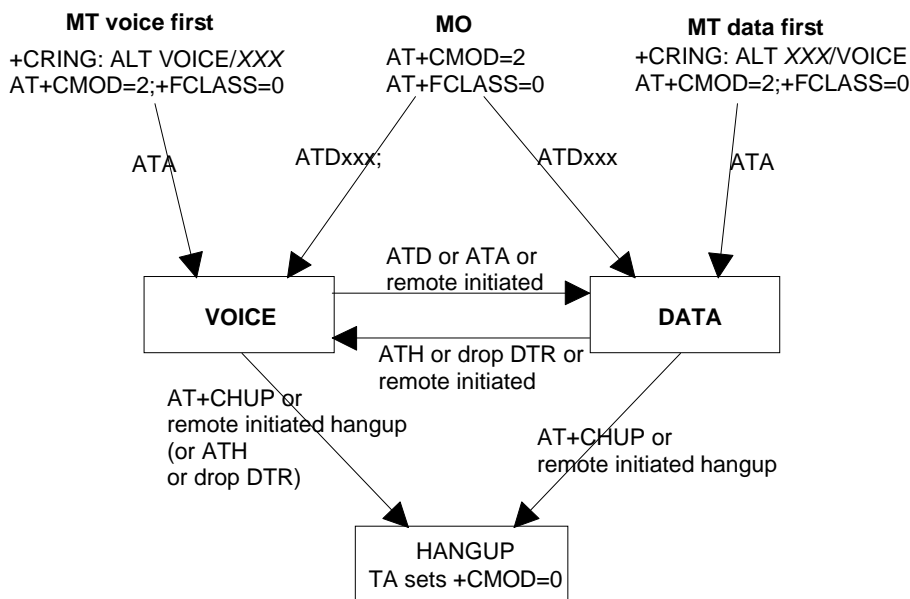 MT voice first
+CRING: ALT VOICE/XXX
AT+CMOD=2;+FCLASS=0
MO
AT+CMOD=2
AT+FCLASS=0
MT data first
+CRING: ALT XXX/VOICE
AT+CMOD=2;+FCLASS=0
ATA
ATDxxx;
ATDxxx
ATA
ATD or ATA or
remote initiated
VOICE
DATA
ATH or drop DTR or
remote initiated
AT+CHUP or
remote initiated hangup
(or ATH
or drop DTR)
AT+CHUP or
remote initiated hangup
HANGUP
TA sets +CMOD=0